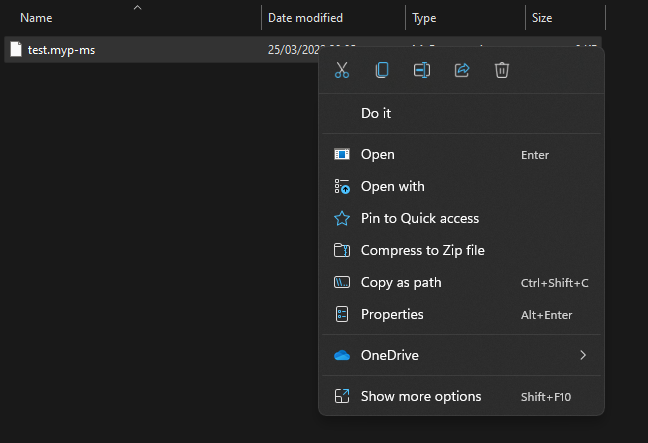 Name Date modified Type Size
test.myp-ms 25/03/202
Do it
Open Enter
Open with
Pin to Quick access
Compress to Zip file
Copy as path Ctrl+Shift+C
Properties Alt+Enter
OneDrive
Show more options Shift+F10